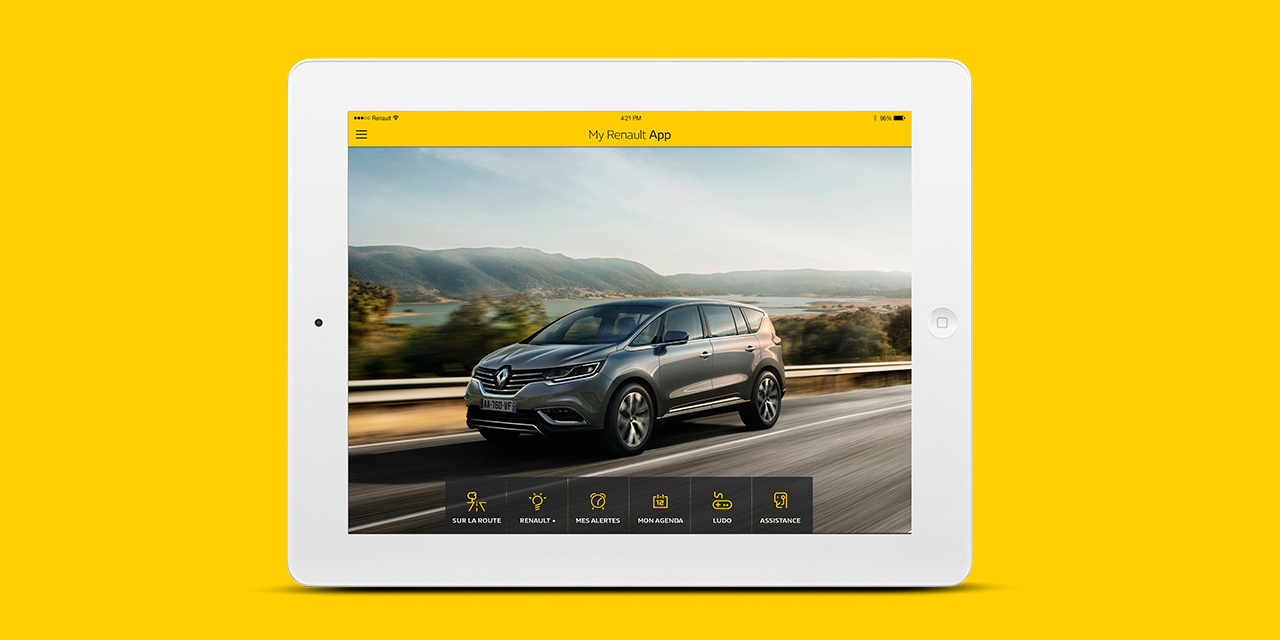 Renault
4:21 PM
96%
My Renault App
AA-760-VF
12
SUR LA ROUTE
RENAULT +
MES ALERTES
MON AGENDA
LUDO
ASSISTANCE